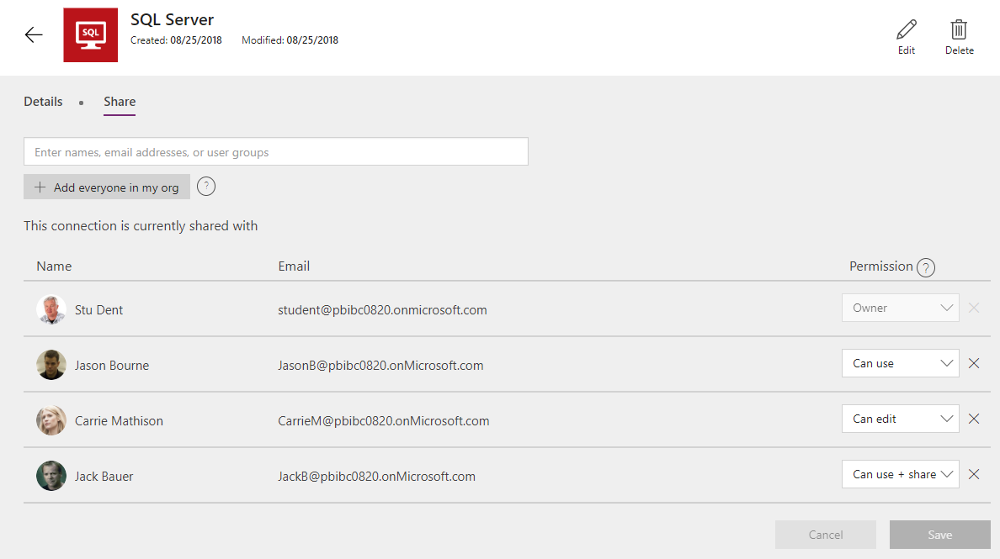 SQL
SQL Server
Created: 08/25/2018 Modified: 08/25/2018
Edit
Delete
Details • Share
Enter names, email addresses, or user groups
+ Add everyone in my org ?
This connection is currently shared with
Name Email Permission ?
Stu Dent student@pbibc0820.onmicrosoft.com Owner
Jason Bourne JasonB@pbibc0820.onMicrosoft.com Can use
Carrie Mathison CarrieM@pbibc0820.onMicrosoft.com Can edit
Jack Bauer JackB@pbibc0820.onMicrosoft.com Can use + share
Cancel Save